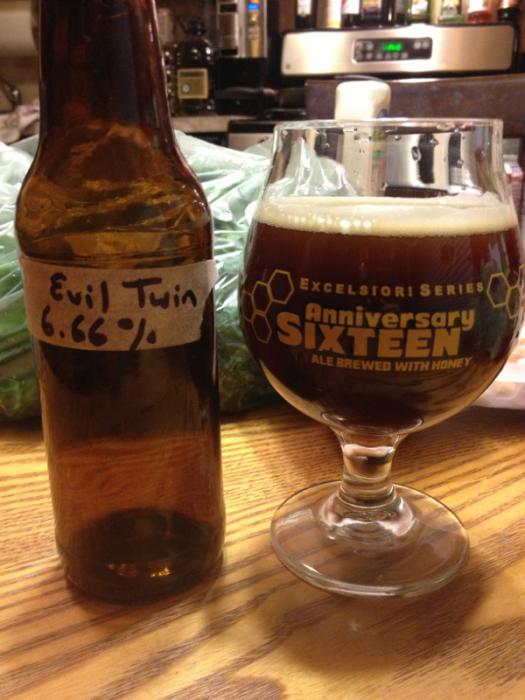 Evil Twin
6.66%
EXCELSIOR! SERIES
Anniversary
SIXTEEN
ALE BREWED WITH HONEY